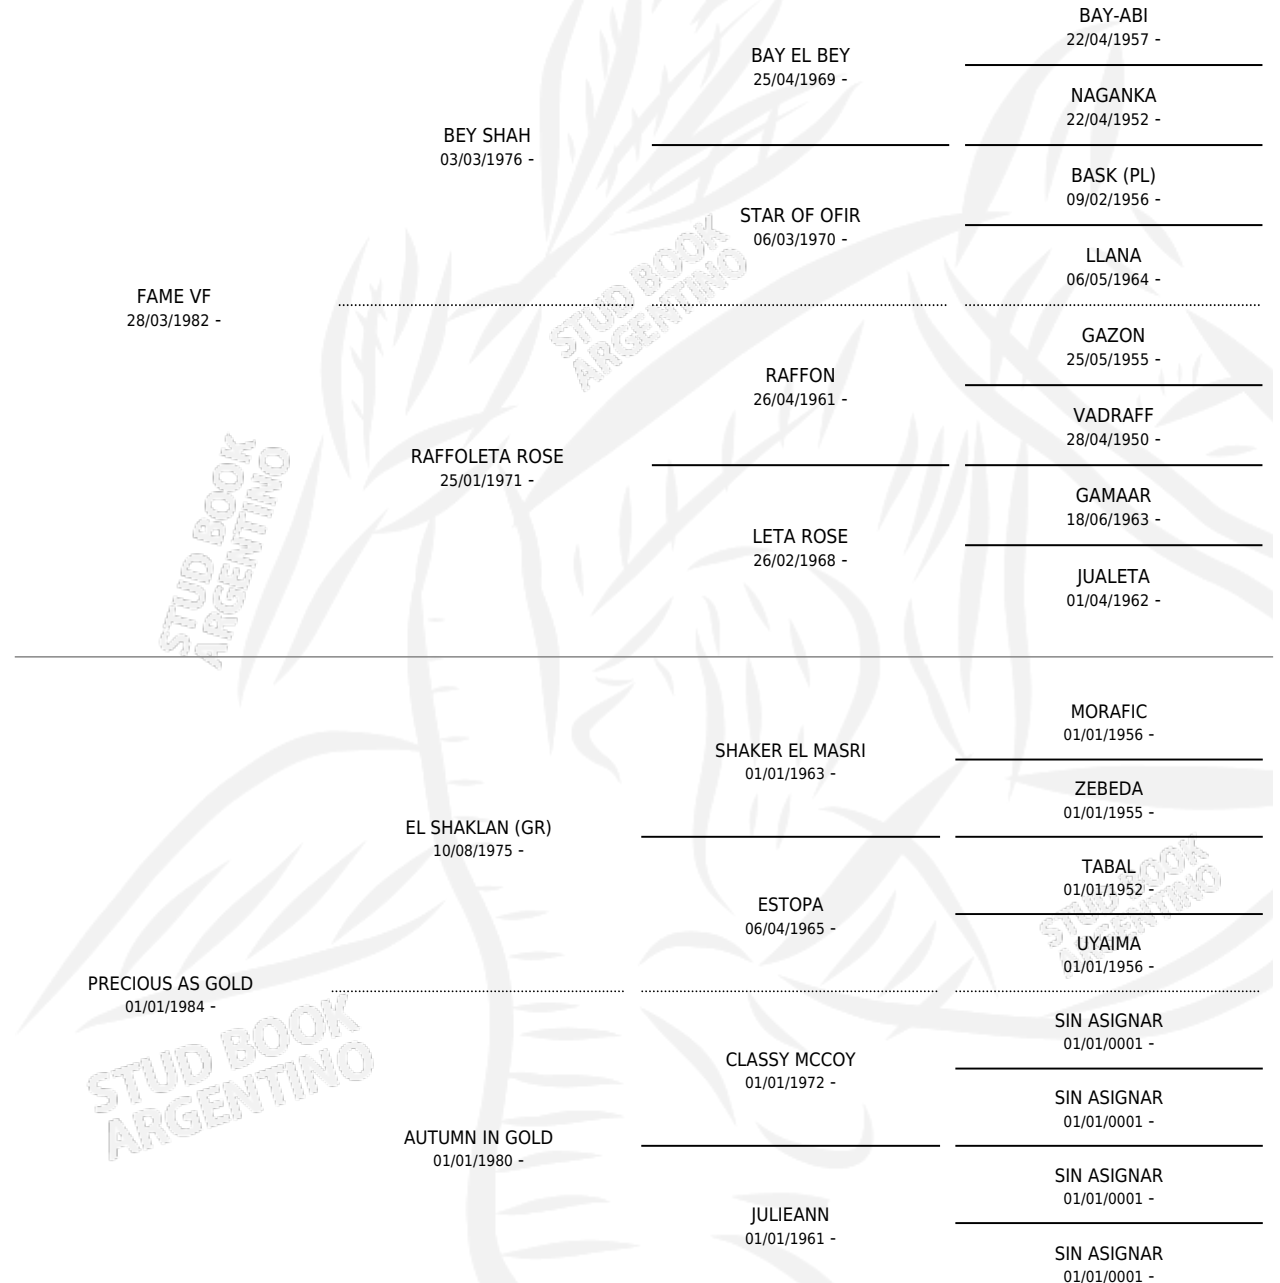 BAY-ABI
22/04/1957 -
BAY EL BEY
25/04/1969 -
NAGANKA
22/04/1952 -
BEY SHAH
03/03/1976 -
BASK (PL)
09/02/1956 -
STAR OF OFIR
06/03/1970 -
LLANA
06/05/1964 -
FAME VF
28/03/1982 -
GAZON
25/05/1955 -
RAFFON
26/04/1961 -
VADRAFF
28/04/1950 -
RAFFOLETA ROSE
25/01/1971 -
GAMAAR
18/06/1963 -
LETA ROSE
26/02/1968 -
JUALETA
01/04/1962 -
STUD BOOK
ARGENTINO
STUD BOOK
ARGENTINO
MORAFIC
01/01/1956 -
SHAKER EL MASRI
01/01/1963 -
ZEBEDA
01/01/1955 -
EL SHAKLAN (GR)
10/08/1975 -
TABAL
01/01/1952 -
ESTOPA
06/04/1965 -
UYAIMA
01/01/1956 -
STUD BOOK
ARGENTINO
PRECIOUS AS GOLD
01/01/1984 -
SIN ASIGNAR
01/01/0001 -
CLASSY MCCOY
01/01/1972 -
SIN ASIGNAR
01/01/0001 -
STUD BOOK
ARGENTINO
AUTUMN IN GOLD
01/01/1980 -
SIN ASIGNAR
01/01/0001 -
JULIEANN
01/01/1961 -
SIN ASIGNAR
01/01/0001 -